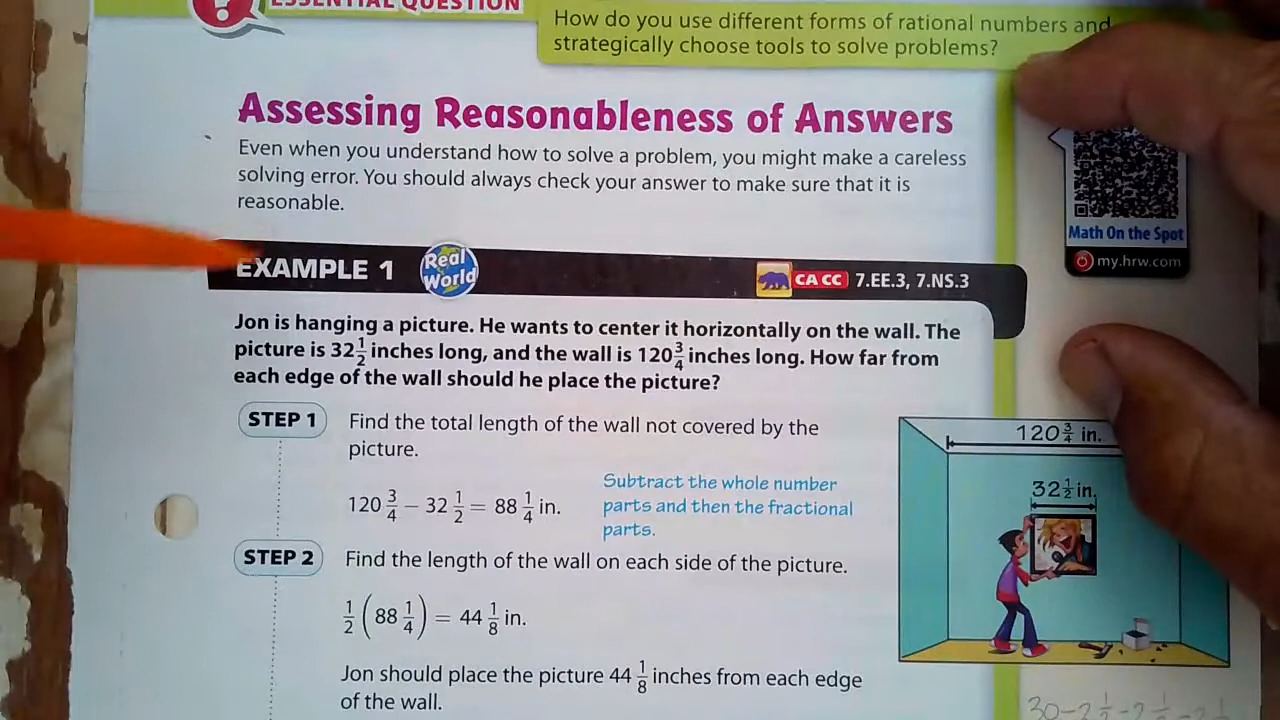 ESSENTIAL QUESTION
How do you use different forms of rational numbers and
strategically choose tools to solve problems?
Assessing Reasonableness of Answers
Even when you understand how to solve a problem, you might make a careless
solving error. You should always check your answer to make sure that it is
reasonable.
Math On the Spot
my.hrw.com
EXAMPLE 1
Real World
CA CC 7.EE.3, 7.NS.3
Jon is hanging a picture. He wants to center it horizontally on the wall. The
picture is 32 1/2 inches long, and the wall is 120 3/4 inches long. How far from
each edge of the wall should he place the picture?
STEP 1 Find the total length of the wall not covered by the
picture.
120 3/4 − 32 1/2 = 88 1/4 in.
Subtract the whole number
parts and then the fractional
parts.
STEP 2 Find the length of the wall on each side of the picture.
1/2 (88 1/4) = 44 1/8 in.
Jon should place the picture 44 1/8 inches from each edge
of the wall.
120 3/4 in.
32 1/2 in.